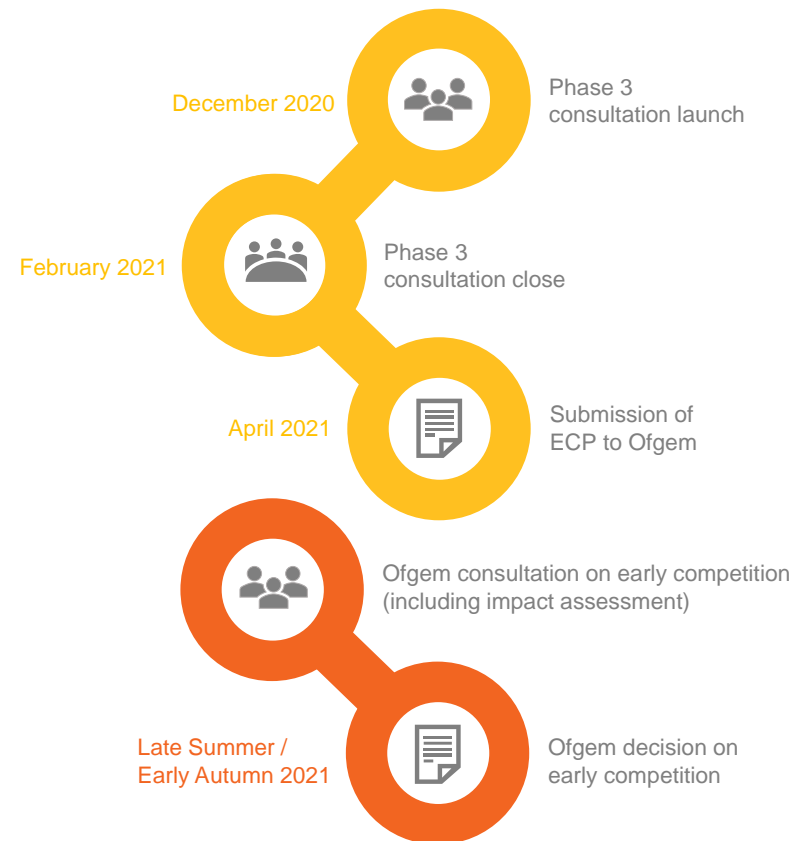 December 2020
Phase 3
consultation launch
February 2021
Phase 3
consultation close
April 2021
Submission of
ECP to Ofgem
Ofgem consultation on early competition
(including impact assessment)
Late Summer /
Early Autumn 2021
Ofgem decision on
early competition